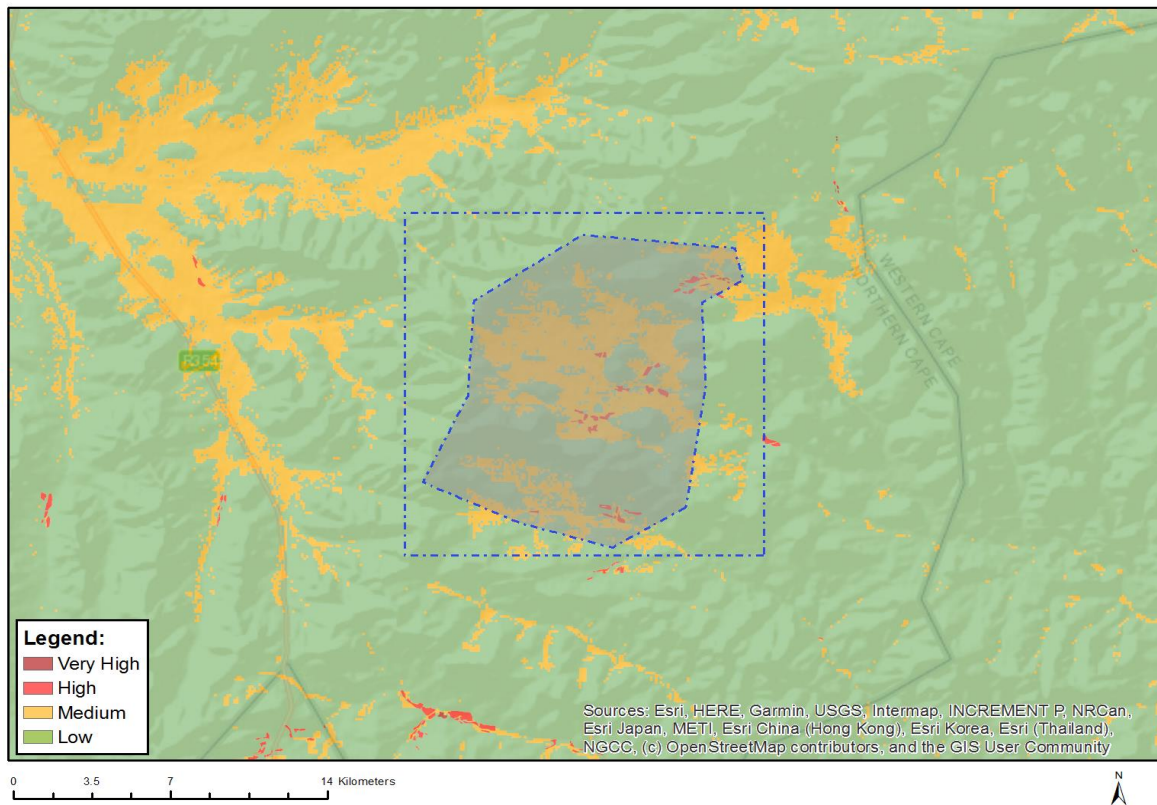 R354
WESTERN CAPE
NORTHERN CAPE
Legend:
Very High
High
Medium
Low
Sources: Esri, HERE, Garmin, USGS, Intermap, INCREMENT P, NRCan,
Esri Japan, METI, Esri China (Hong Kong), Esri Korea, Esri (Thailand),
NGCC, (c) OpenStreetMap contributors, and the GIS User Community
0 3.5 7 14 Kilometers
N